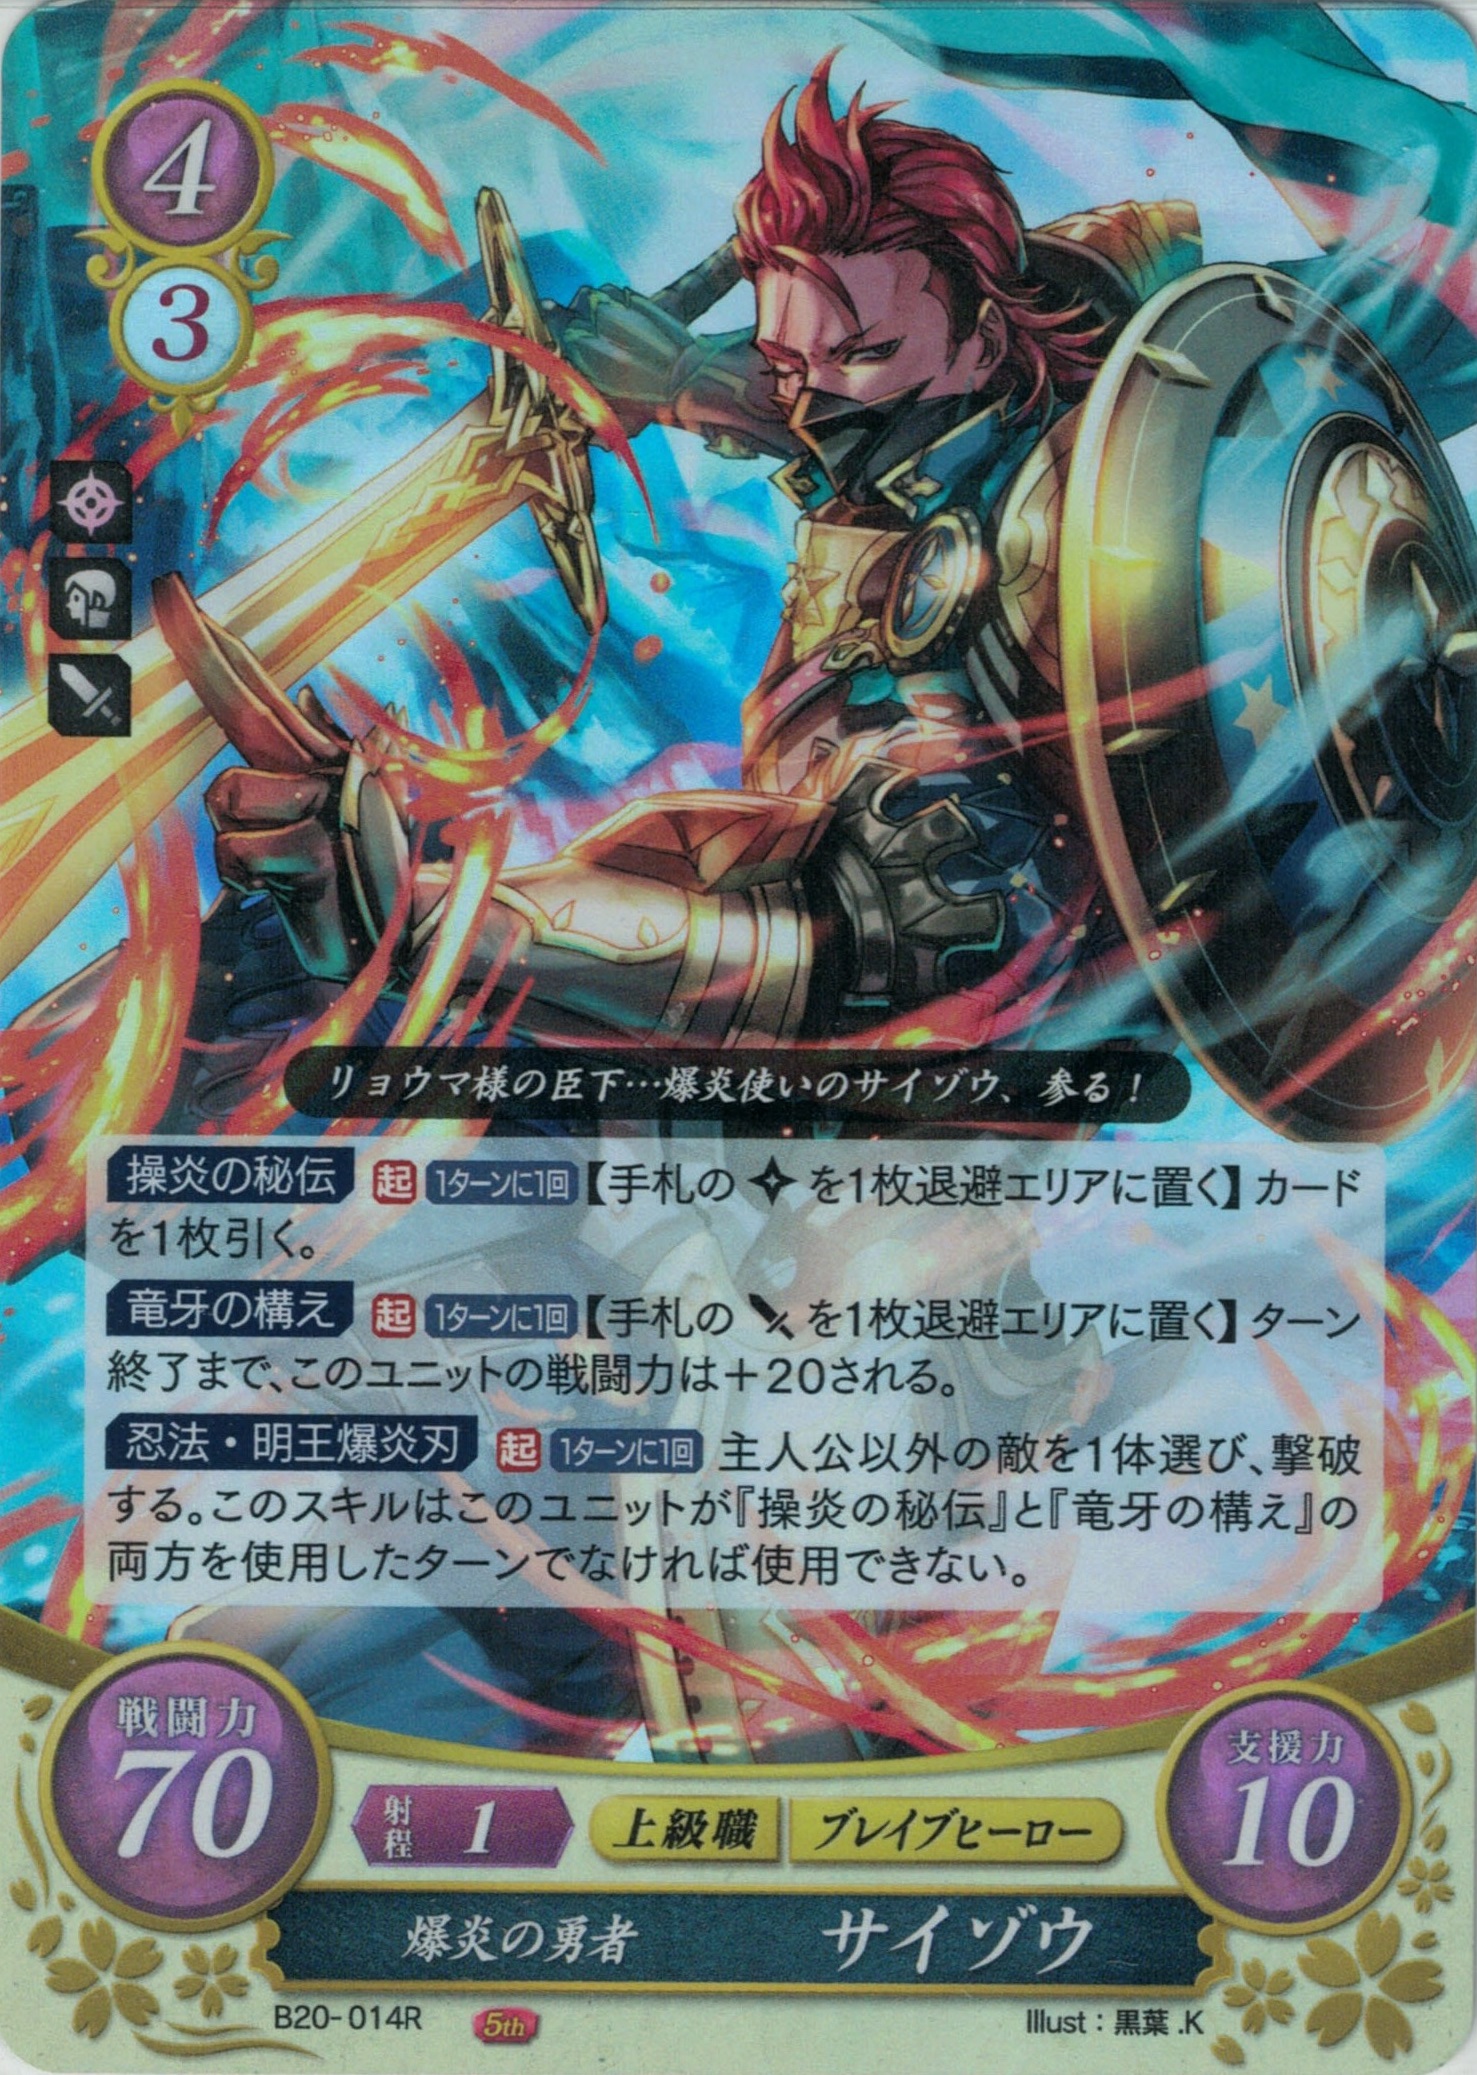 4
3
リョウマ様の臣下…爆炎使いのサイゾウ、参る！
操炎の秘伝 起 1ターンに1回 【手札の を1枚退避エリアに置く】カード
を1枚引く。
竜牙の構え 起 1ターンに1回 【手札の を1枚退避エリアに置く】ターン
終了まで、このユニットの戦闘力は＋20される。
忍法・明王爆炎刃 起 1ターンに1回 主人公以外の敵を1体選び、撃破
する。このスキルはこのユニットが『操炎の秘伝』と『竜牙の構え』の
両方を使用したターンでなければ使用できない。
戦闘力
70
射程 1
上級職 ブレイブヒーロー
支援力
10
爆炎の勇者 サイゾウ
B20-014R 5th Illust：黒葉.K